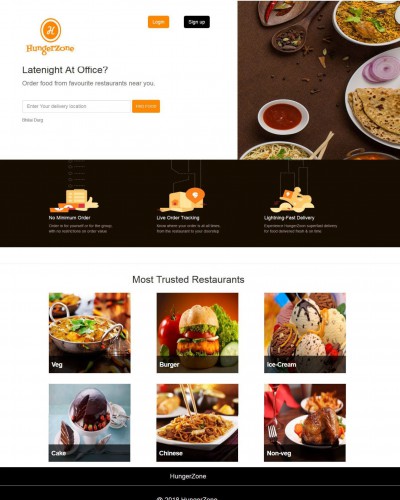 Login
Sign up
HungerZone
Latenight At Office?
Order food from favourite restaurants near you.
Enter Your delivery location
No Minimum Order
Order in for yourself or for the group,
with no restrictions on order value
Live Order Tracking
Know where your order is at all times,
from the restaurant to your doorstep
Lightning-Fast Delivery
Experience HungerZone superfast delivery
for food delivered fresh & on time
Most Trusted Restaurants
Veg
Burger
Ice-Cream
Cake
Chinese
Non-veg
HungerZone
@ 2018 HungerZone